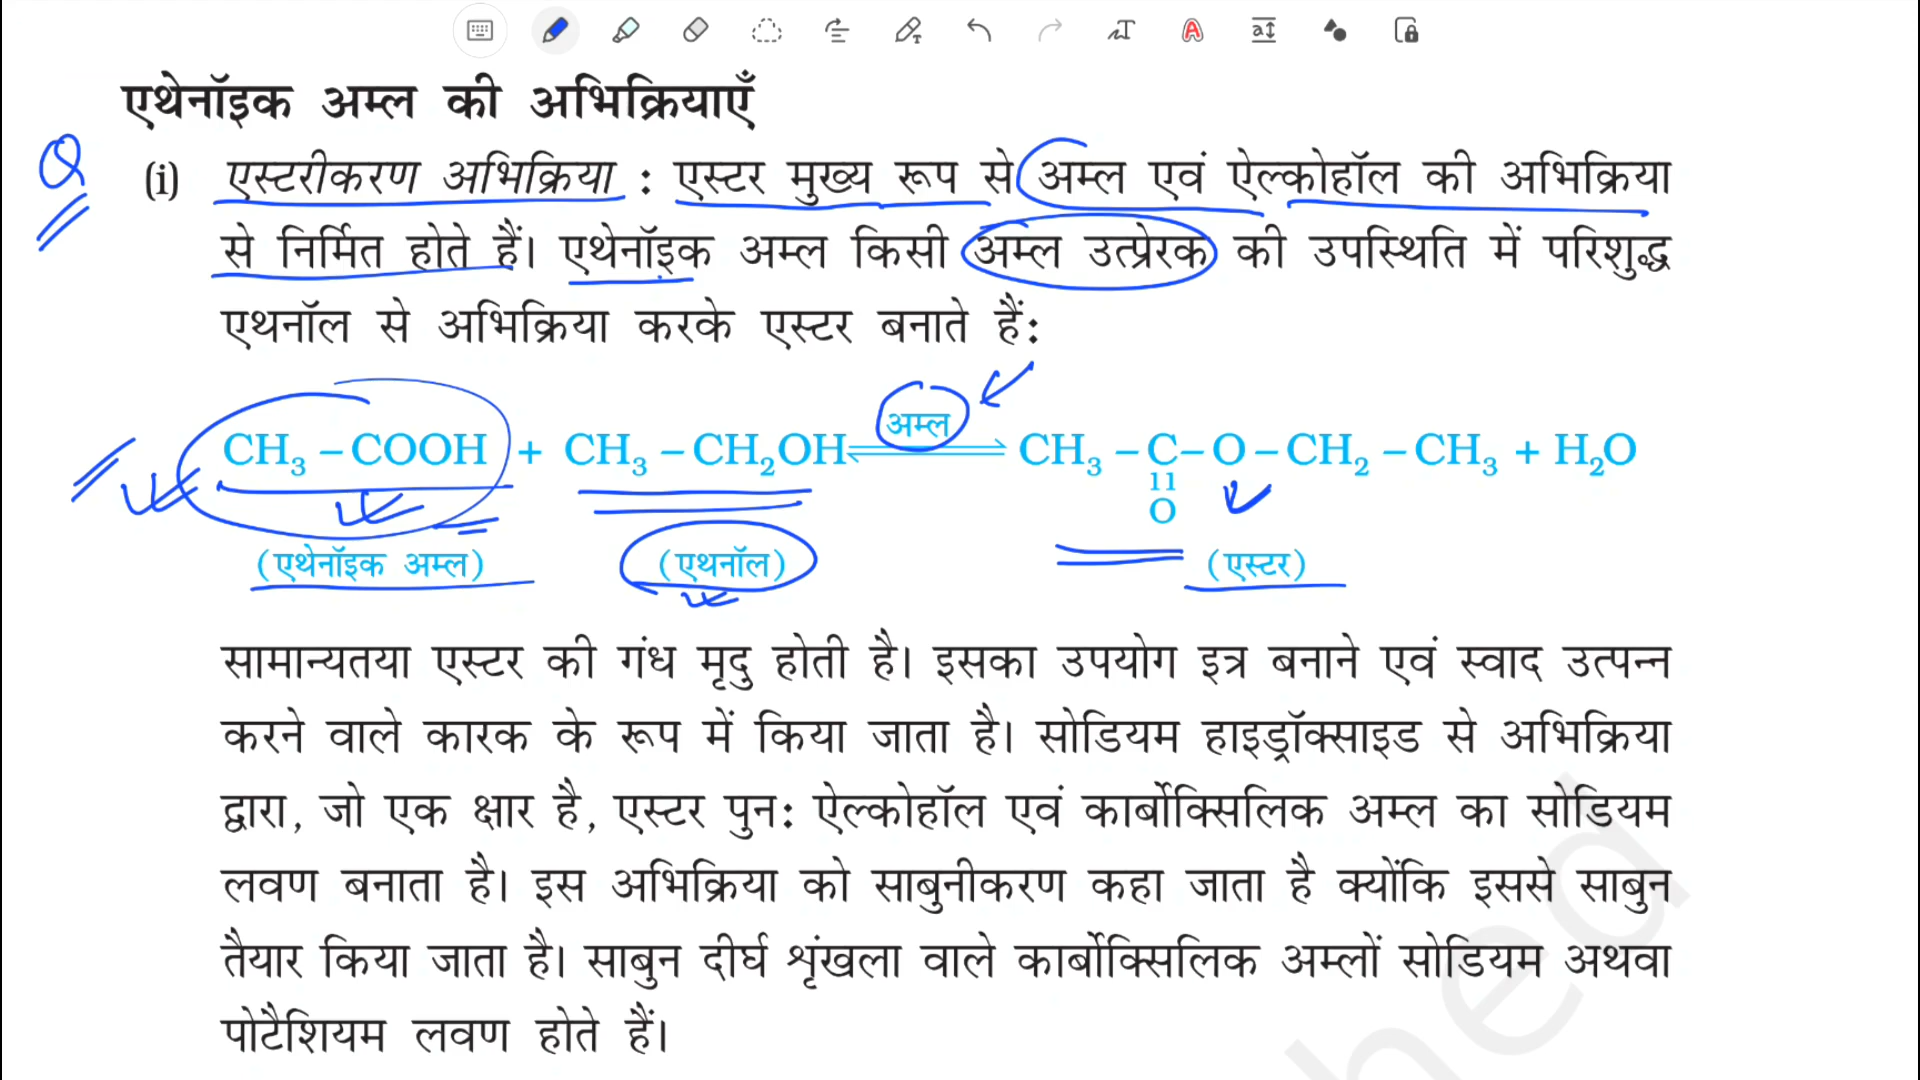 एथेनॉइक अम्ल की अभिक्रियाएँ
Q
(i) एस्टरीकरण अभिक्रिया : एस्टर मुख्य रूप से अम्ल एवं ऐल्कोहॉल की अभिक्रिया
से निर्मित होते हैं। एथेनॉइक अम्ल किसी अम्ल उत्प्रेरक की उपस्थिति में परिशुद्ध
एथनॉल से अभिक्रिया करके एस्टर बनाते हैं:
अम्ल
CH₃ – COOH + CH₃ – CH₂OH ⇌ CH₃ – C – O – CH₂ – CH₃ + H₂O
||
O
(एथेनॉइक अम्ल) (एथनॉल) (एस्टर)
सामान्यतया एस्टर की गंध मृदु होती है। इसका उपयोग इत्र बनाने एवं स्वाद उत्पन्न
करने वाले कारक के रूप में किया जाता है। सोडियम हाइड्रॉक्साइड से अभिक्रिया
द्वारा, जो एक क्षार है, एस्टर पुनः ऐल्कोहॉल एवं कार्बोक्सिलिक अम्ल का सोडियम
लवण बनाता है। इस अभिक्रिया को साबुनीकरण कहा जाता है क्योंकि इससे साबुन
तैयार किया जाता है। साबुन दीर्घ शृंखला वाले कार्बोक्सिलिक अम्लों सोडियम अथवा
पोटैशियम लवण होते हैं।